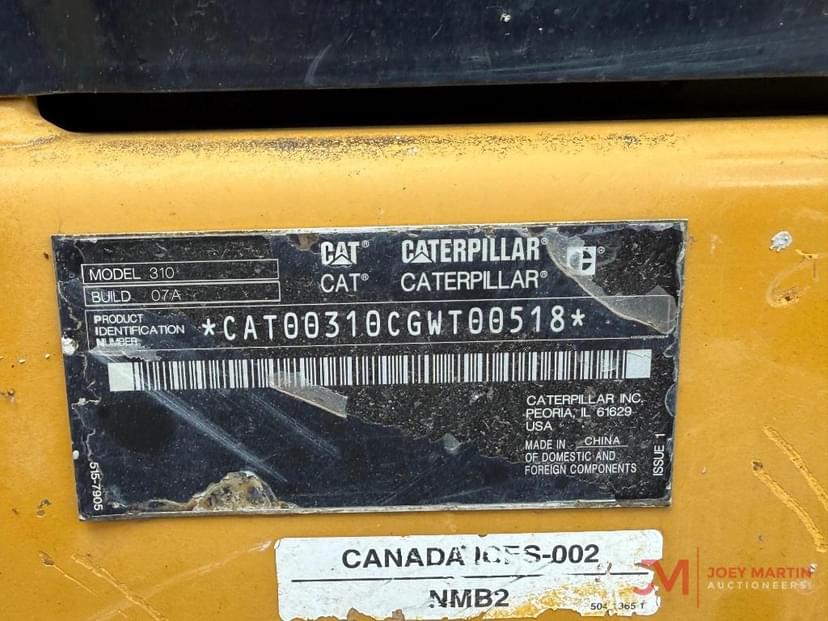 CAT® CATERPILLAR®
MODEL 310
CAT® CATERPILLAR®
BUILD 07A
PRODUCT
IDENTIFICATION
NUMBER
*CAT00310CGWT00518*
CATERPILLAR INC.
PEORIA, IL 61629
USA
MADE IN CHINA
OF DOMESTIC AND
FOREIGN COMPONENTS
ISSUE 1
515-7905
CANADA ICES-002
NMB2
JM JOEY MARTIN
AUCTIONEERS